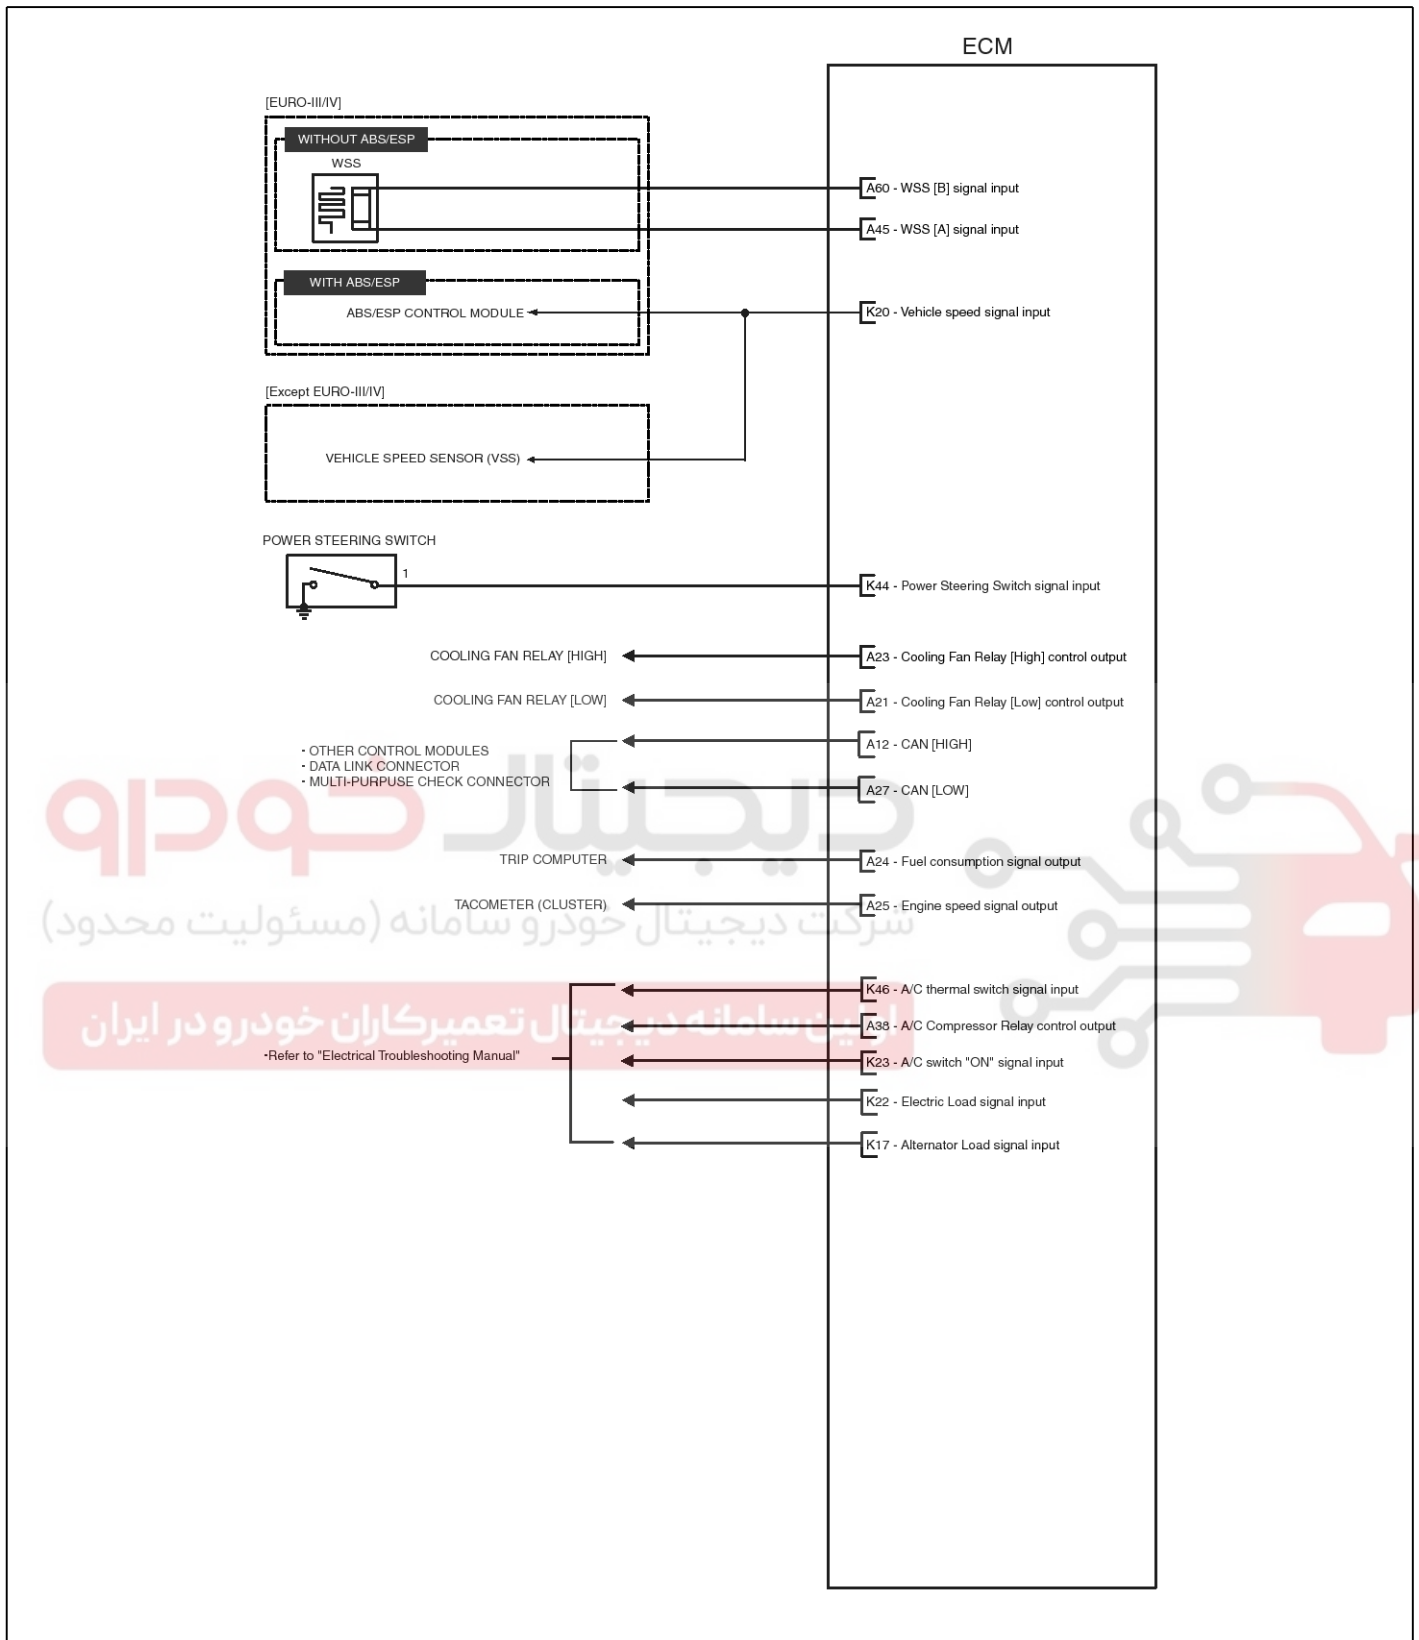 ECM
[EURO-III/IV]
WITHOUT ABS/ESP
WSS
A60 - WSS [B] signal input
A45 - WSS [A] signal input
WITH ABS/ESP
ABS/ESP CONTROL MODULE
K20 - Vehicle speed signal input
[Except EURO-III/IV]
VEHICLE SPEED SENSOR (VSS)
POWER STEERING SWITCH
1
K44 - Power Steering Switch signal input
COOLING FAN RELAY [HIGH]
A23 - Cooling Fan Relay [High] control output
COOLING FAN RELAY [LOW]
A21 - Cooling Fan Relay [Low] control output
· OTHER CONTROL MODULES
· DATA LINK CONNECTOR
· MULTI-PURPUSE CHECK CONNECTOR
A12 - CAN [HIGH]
A27 - CAN [LOW]
دیجیتال خودرو
TRIP COMPUTER
A24 - Fuel consumption signal output
TACOMETER (CLUSTER)
A25 - Engine speed signal output
شرکت دیجیتال خودرو سامانه (مسئولیت محدود)
K46 - A/C thermal switch signal input
اولین سامانه دیجیتال تعمیرکاران خودرو در ایران
A38 - A/C Compressor Relay control output
·Refer to "Electrical Troubleshooting Manual"
K23 - A/C switch "ON" signal input
K22 - Electric Load signal input
K17 - Alternator Load signal input